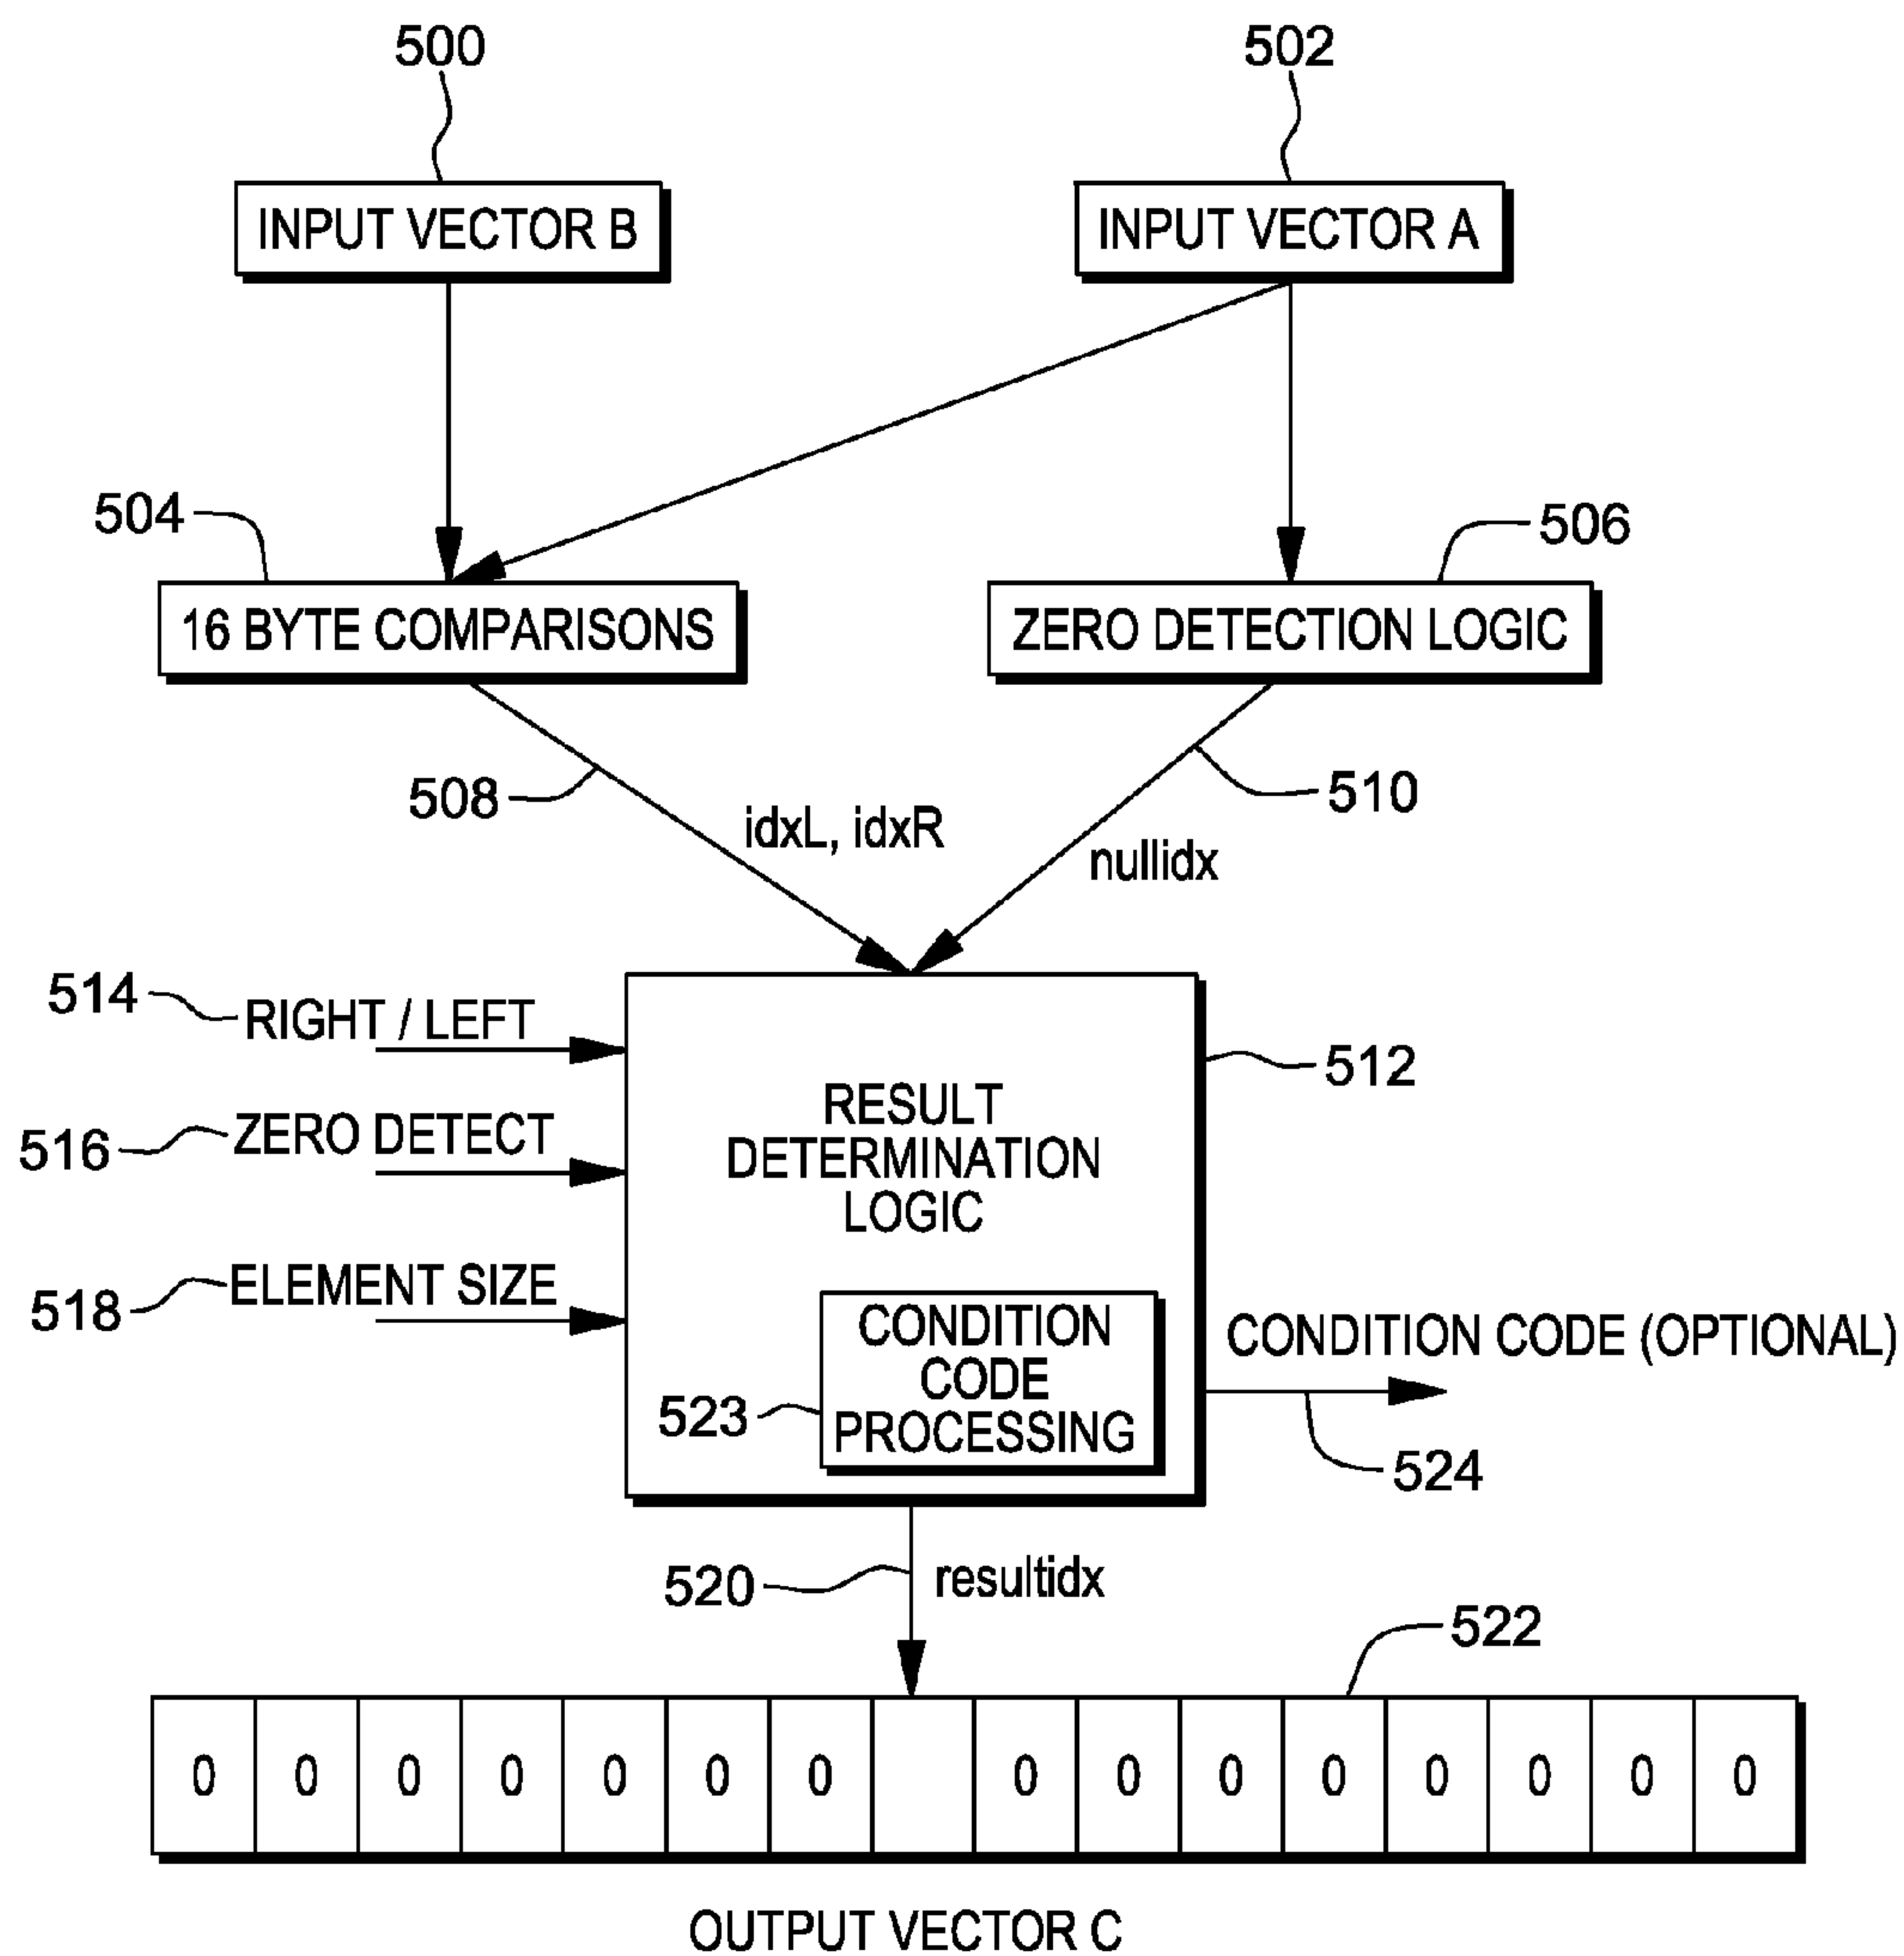 500
502
INPUT VECTOR B
INPUT VECTOR A
504
506
16 BYTE COMPARISONS
ZERO DETECTION LOGIC
508
510
idxL, idxR
nullidx
514
RIGHT / LEFT
512
516
ZERO DETECT
RESULT
DETERMINATION
LOGIC
518
ELEMENT SIZE
CONDITION
CODE
PROCESSING
523
CONDITION CODE (OPTIONAL)
524
520
resultidx
522
0 0 0 0 0 0 0 0 0 0 0 0 0 0 0
OUTPUT VECTOR C